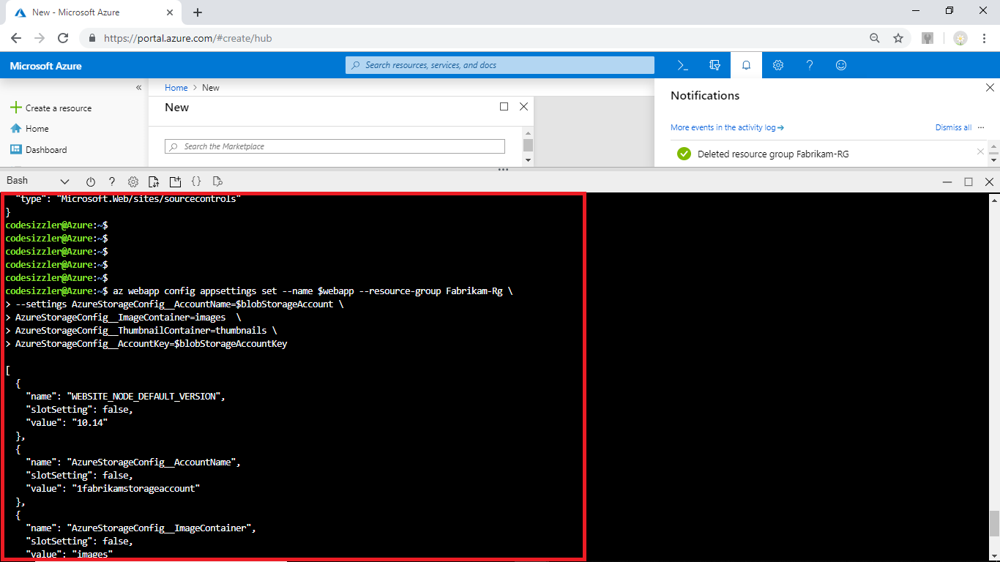 New - Microsoft Azure
https://portal.azure.com/#create/hub
Microsoft Azure
Search resources, services, and docs
Create a resource
Home
Dashboard
Home > New
New
Search the Marketplace
Notifications
More events in the activity log
Dismiss all
Deleted resource group Fabrikam-RG
Bash
"type": "Microsoft.Web/sites/sourcecontrols"
}
codesizzler@Azure:~$
codesizzler@Azure:~$
codesizzler@Azure:~$
codesizzler@Azure:~$
codesizzler@Azure:~$
codesizzler@Azure:~$ az webapp config appsettings set --name $webapp --resource-group Fabrikam-Rg \
> --settings AzureStorageConfig__AccountName=$blobStorageAccount \
> AzureStorageConfig__ImageContainer=images  \
> AzureStorageConfig__ThumbnailContainer=thumbnails \
> AzureStorageConfig__AccountKey=$blobStorageAccountKey
[
{
"name": "WEBSITE_NODE_DEFAULT_VERSION",
"slotSetting": false,
"value": "10.14"
},
{
"name": "AzureStorageConfig__AccountName",
"slotSetting": false,
"value": "1fabrikamstorageaccount"
},
{
"name": "AzureStorageConfig__ImageContainer",
"slotSetting": false,
"value": "images"